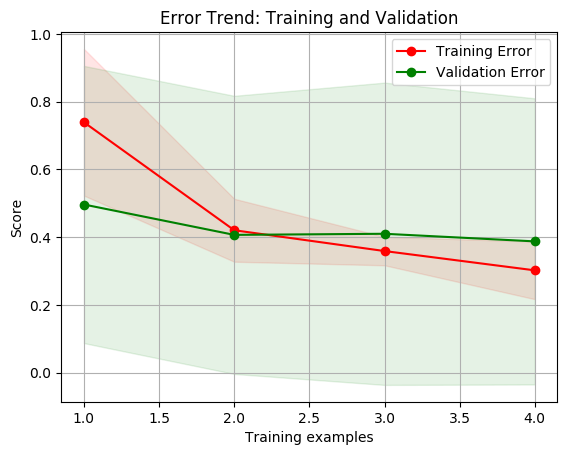 Error Trend: Training and Validation
Training Error
Validation Error
Score
1.0
0.8
0.6
0.4
0.2
0.0
1.0 1.5 2.0 2.5 3.0 3.5 4.0
Training examples